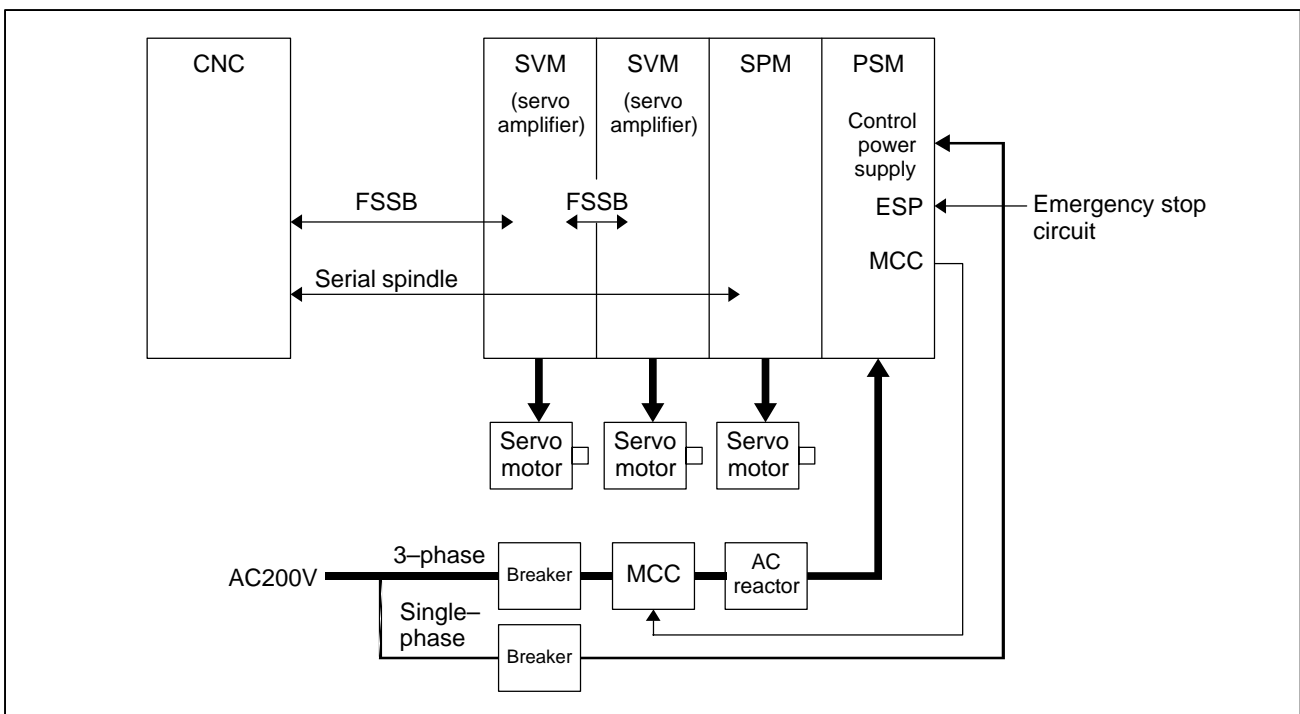 CNC
SVM
(servo
amplifier)
SVM
(servo
amplifier)
SPM
PSM
Control
power
supply
ESP
MCC
FSSB
FSSB
Serial spindle
Emergency stop
circuit
Servo
motor
Servo
motor
Servo
motor
AC200V
3–phase
Breaker
MCC
AC
reactor
Single–
phase
Breaker